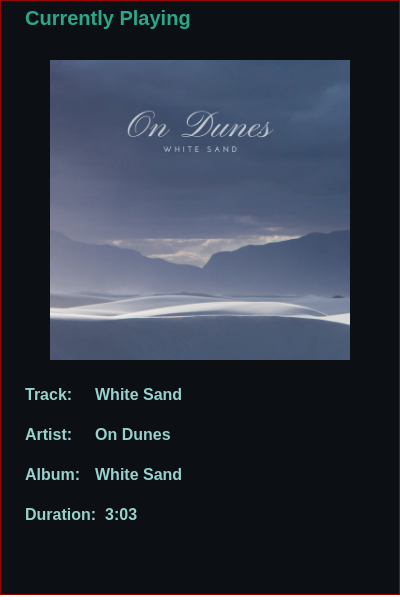 Currently Playing
On Dunes
WHITE SAND
Track: White Sand
Artist: On Dunes
Album: White Sand
Duration: 3:03